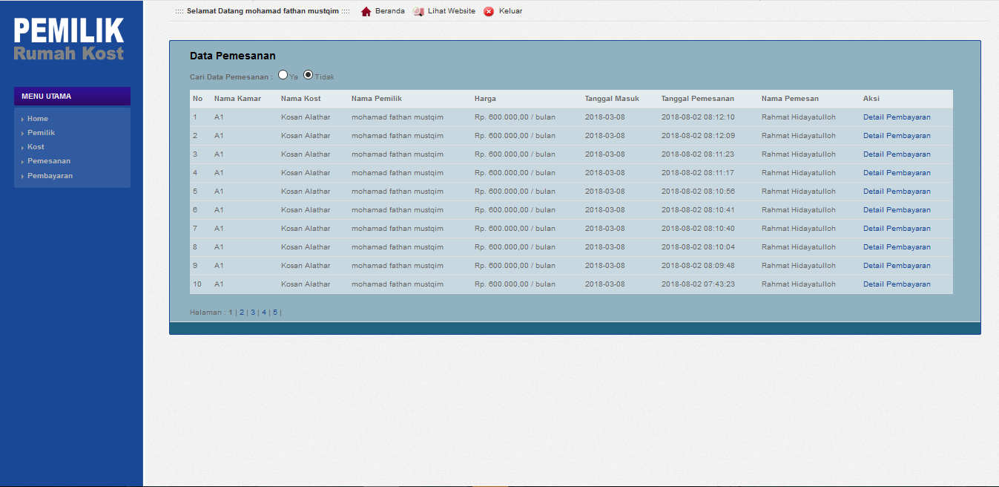 :::: Selamat Datang mohamad fathan mustqim :::: Beranda Lihat Website Keluar
PEMILIK
Rumah Kost
MENU UTAMA
Home
Pemilik
Kost
Pemesanan
Pembayaran
Data Pemesanan
Cari Data Pemesanan : Ya Tidak
No Nama Kamar Nama Kost Nama Pemilik Harga Tanggal Masuk Tanggal Pemesanan Nama Pemesan Aksi
1 A1 Kosan Alathar mohamad fathan mustqim Rp. 600.000,00 / bulan 2018-03-08 2018-08-02 08:12:10 Rahmat Hidayatulloh Detail Pembayaran
2 A1 Kosan Alathar mohamad fathan mustqim Rp. 600.000,00 / bulan 2018-03-08 2018-08-02 08:12:09 Rahmat Hidayatulloh Detail Pembayaran
3 A1 Kosan Alathar mohamad fathan mustqim Rp. 600.000,00 / bulan 2018-03-08 2018-08-02 08:11:23 Rahmat Hidayatulloh Detail Pembayaran
4 A1 Kosan Alathar mohamad fathan mustqim Rp. 600.000,00 / bulan 2018-03-08 2018-08-02 08:11:17 Rahmat Hidayatulloh Detail Pembayaran
5 A1 Kosan Alathar mohamad fathan mustqim Rp. 600.000,00 / bulan 2018-03-08 2018-08-02 08:10:56 Rahmat Hidayatulloh Detail Pembayaran
6 A1 Kosan Alathar mohamad fathan mustqim Rp. 600.000,00 / bulan 2018-03-08 2018-08-02 08:10:41 Rahmat Hidayatulloh Detail Pembayaran
7 A1 Kosan Alathar mohamad fathan mustqim Rp. 600.000,00 / bulan 2018-03-08 2018-08-02 08:10:40 Rahmat Hidayatulloh Detail Pembayaran
8 A1 Kosan Alathar mohamad fathan mustqim Rp. 600.000,00 / bulan 2018-03-08 2018-08-02 08:10:04 Rahmat Hidayatulloh Detail Pembayaran
9 A1 Kosan Alathar mohamad fathan mustqim Rp. 600.000,00 / bulan 2018-03-08 2018-08-02 08:09:48 Rahmat Hidayatulloh Detail Pembayaran
10 A1 Kosan Alathar mohamad fathan mustqim Rp. 600.000,00 / bulan 2018-03-08 2018-08-02 07:43:23 Rahmat Hidayatulloh Detail Pembayaran
Halaman : 1 | 2 | 3 | 4 | 5 |